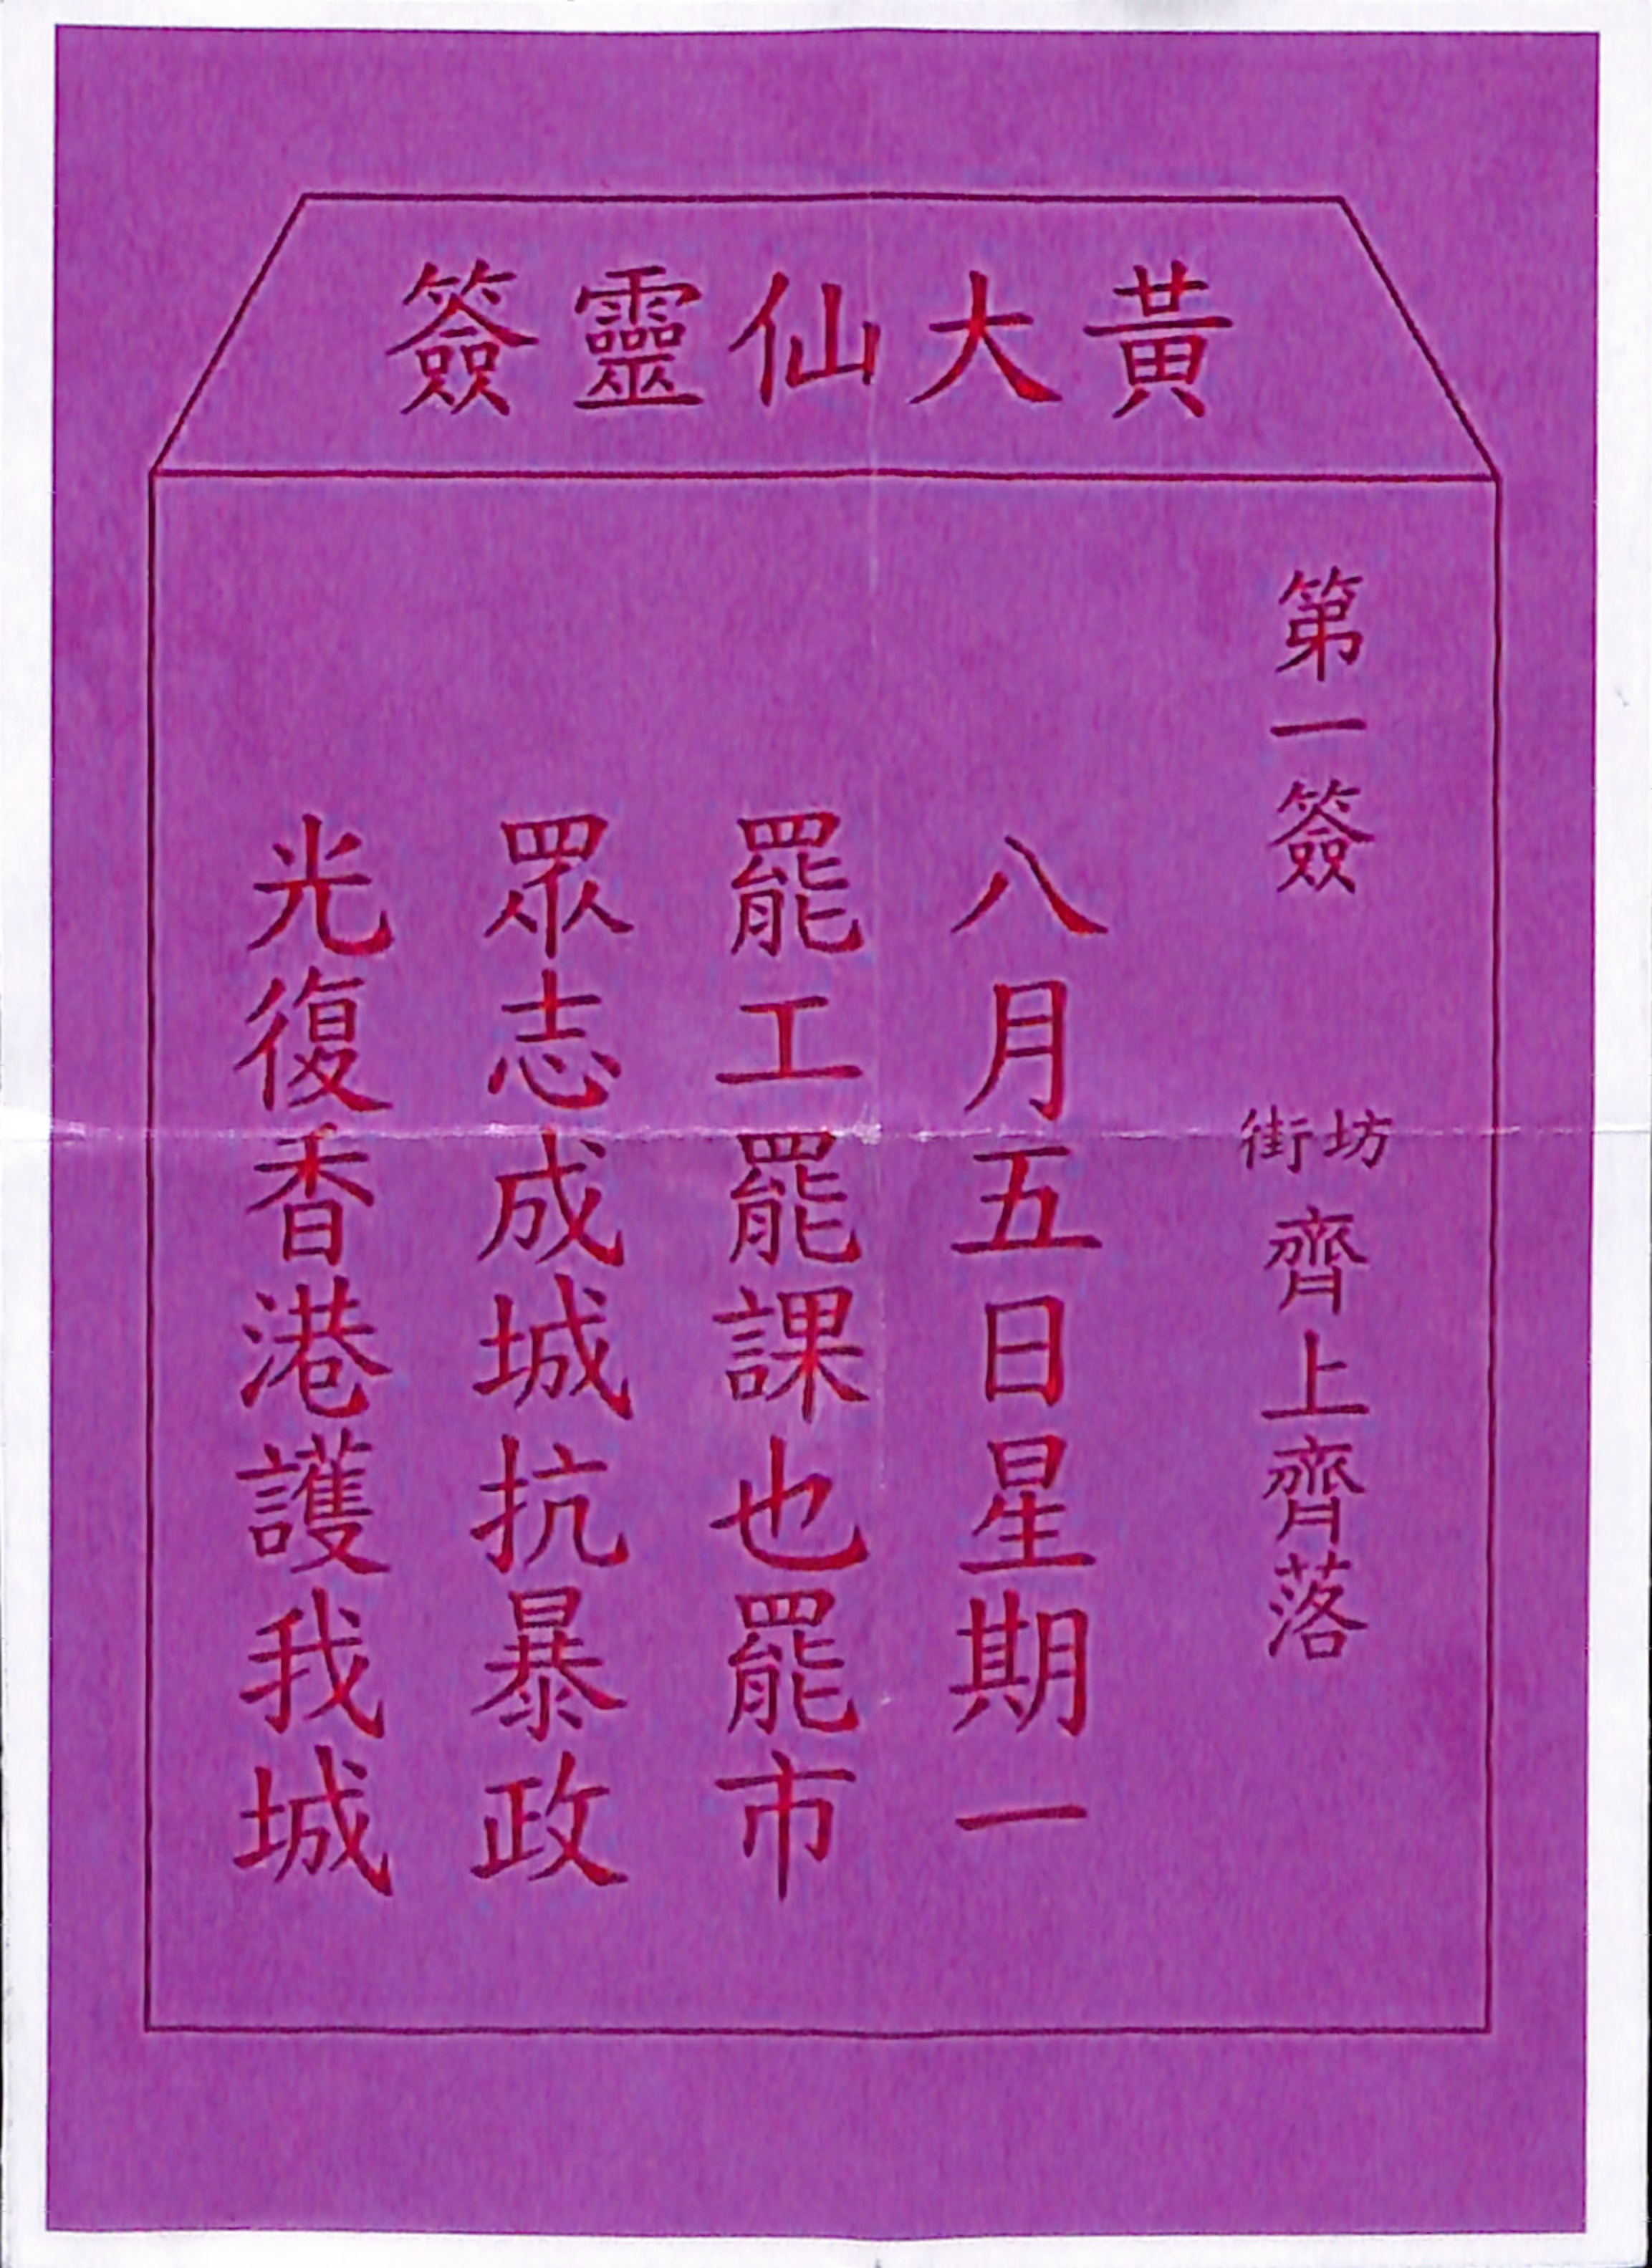 黃大仙靈簽
第一簽
街坊
齊上齊落
八月五日星期一
罷工罷課也罷市
眾志成城抗暴政
光復香港護我城